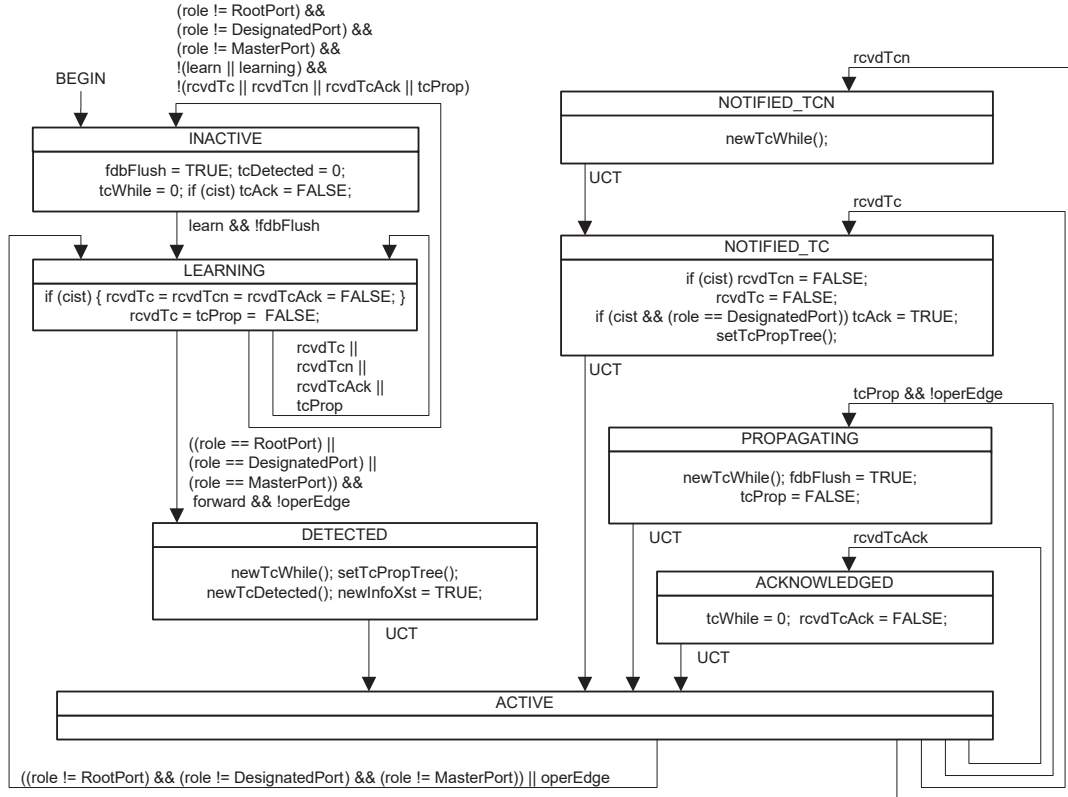 (role != RootPort) &&
(role != DesignatedPort) &&
(role != MasterPort) &&
!(learn || learning) &&
!(rcvdTc || rcvdTcn || rcvdTcAck || tcProp)
BEGIN
INACTIVE
fdbFlush = TRUE; tcDetected = 0;
tcWhile = 0; if (cist) tcAck = FALSE;
learn && !fdbFlush
LEARNING
if (cist) { rcvdTc = rcvdTcn = rcvdTcAck = FALSE; }
rcvdTc = tcProp = FALSE;
rcvdTc ||
rcvdTcn ||
rcvdTcAck ||
tcProp
((role == RootPort) ||
(role == DesignatedPort) ||
(role == MasterPort)) &&
forward && !operEdge
DETECTED
newTcWhile(); setTcPropTree();
newTcDetected(); newInfoXst = TRUE;
UCT
rcvdTcn
NOTIFIED_TCN
newTcWhile();
UCT
rcvdTc
NOTIFIED_TC
if (cist) rcvdTcn = FALSE;
rcvdTc = FALSE;
if (cist && (role == DesignatedPort)) tcAck = TRUE;
setTcPropTree();
UCT
tcProp && !operEdge
PROPAGATING
newTcWhile(); fdbFlush = TRUE;
tcProp = FALSE;
UCT
rcvdTcAck
ACKNOWLEDGED
tcWhile = 0; rcvdTcAck = FALSE;
UCT
ACTIVE
((role != RootPort) && (role != DesignatedPort) && (role != MasterPort)) || operEdge